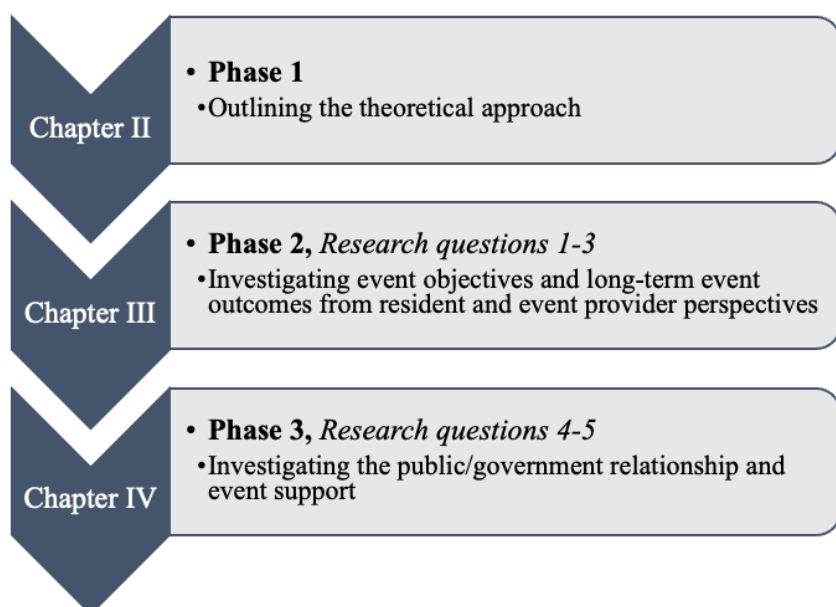 Chapter II
• Phase 1
•Outlining the theoretical approach
Chapter III
• Phase 2, Research questions 1-3
•Investigating event objectives and long-term event
outcomes from resident and event provider perspectives
Chapter IV
• Phase 3, Research questions 4-5
•Investigating the public/government relationship and
event support